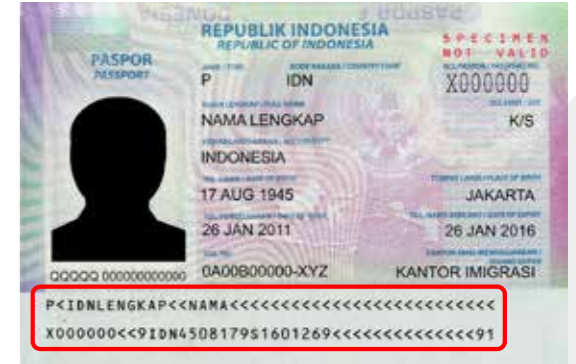 REPUBLIK INDONESIA
REPUBLIC OF INDONESIA
SPECIMEN
NOT VALID
PASPOR
PASSPORT
P IDN X000000
NAMA LENGKAP K/S
INDONESIA
17 AUG 1945 JAKARTA
26 JAN 2011 26 JAN 2016
QQQQQ 000000000000 0A00B00000-XYZ KANTOR IMIGRASI
P<IDNLENGKAP<<NAMA<<<<<<<<<<<<<<<<<<<<<<<<<<
X000000<<9IDN4508179S1601269<<<<<<<<<<<<<<91